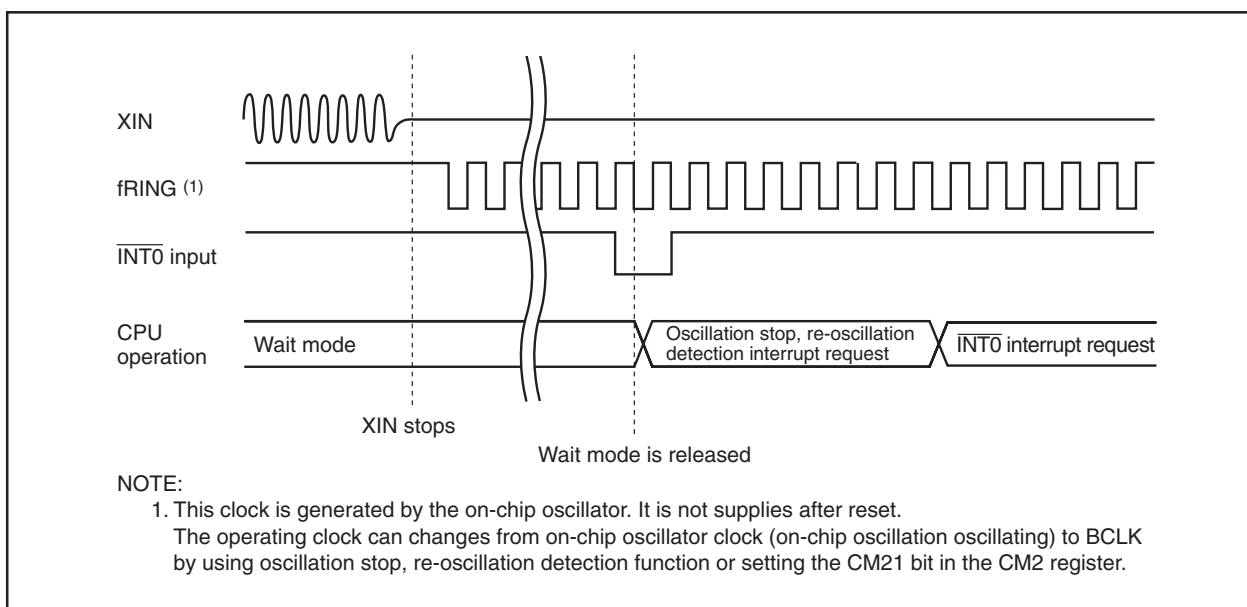 XIN
fRING (1)
INT0 input
CPU
operation
Wait mode
Oscillation stop, re-oscillation
detection interrupt request
INT0 interrupt request
XIN stops
Wait mode is released
NOTE:
1. This clock is generated by the on-chip oscillator. It is not supplies after reset.
The operating clock can changes from on-chip oscillator clock (on-chip oscillation oscillating) to BCLK
by using oscillation stop, re-oscillation detection function or setting the CM21 bit in the CM2 register.